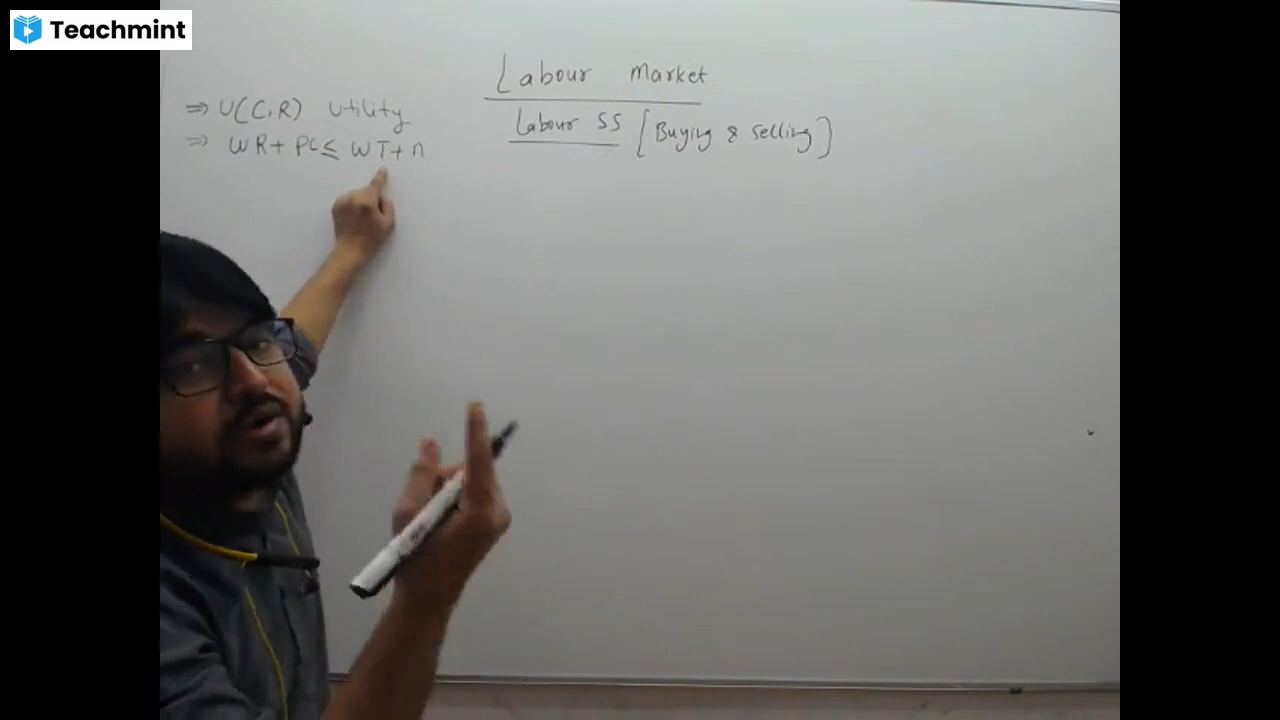 Teachmint
Labour Market
Labour SS [Buying & Selling]
⇒ U(C,R) Utility
⇒ WR + PC ≤ WT + n